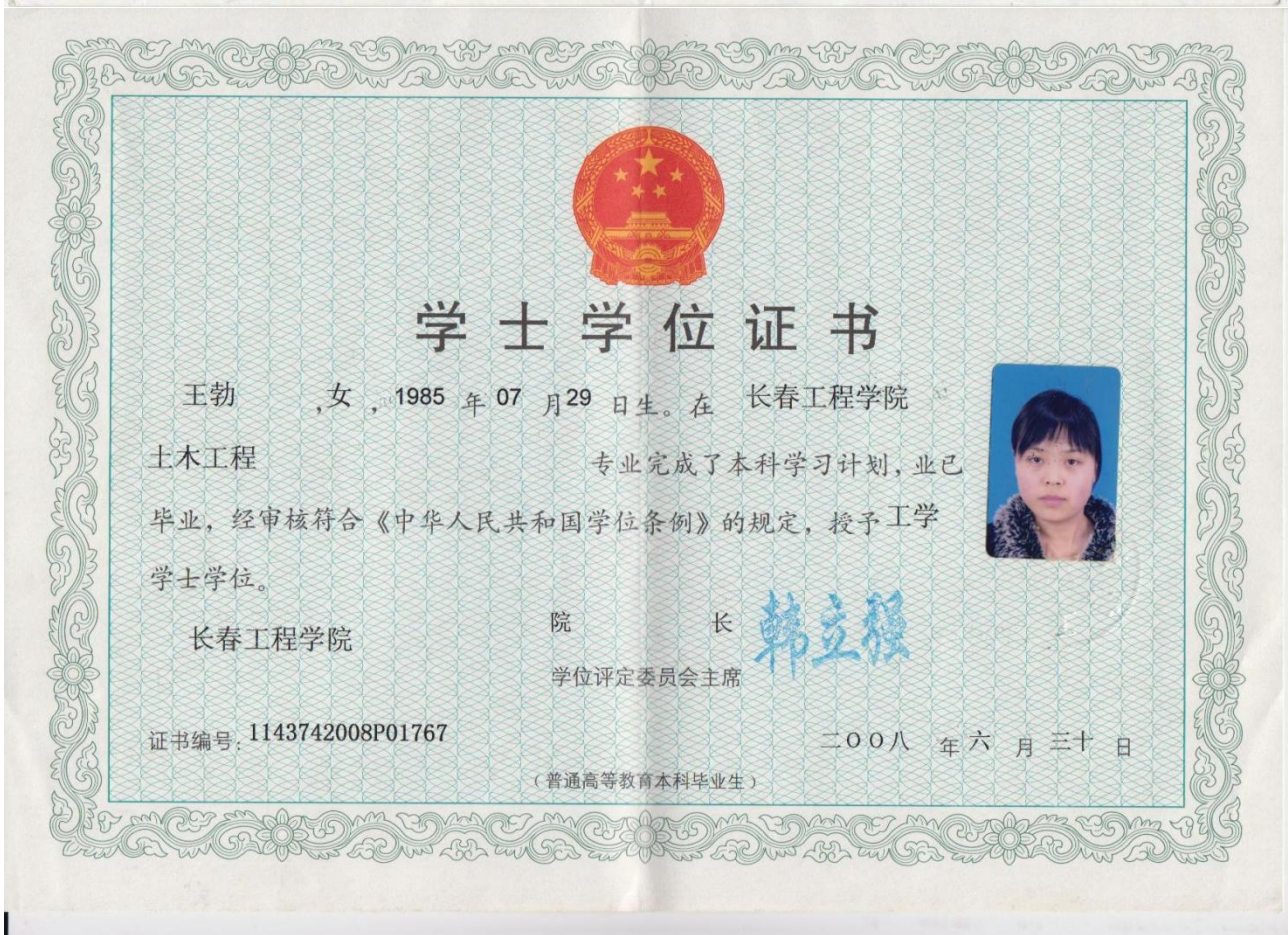 学士学位证书
王勃 ,女 , 1985 年 07 月 29 日生。在 长春工程学院
土木工程 专业完成了本科学习计划, 业已
毕业, 经审核符合《中华人民共和国学位条例》的规定, 授予 工学
学士学位。
长春工程学院
院 长 韩立强
学位评定委员会主席
证书编号: 1143742008P01767
二〇〇八 年 六 月 三十 日
(普通高等教育本科毕业生)